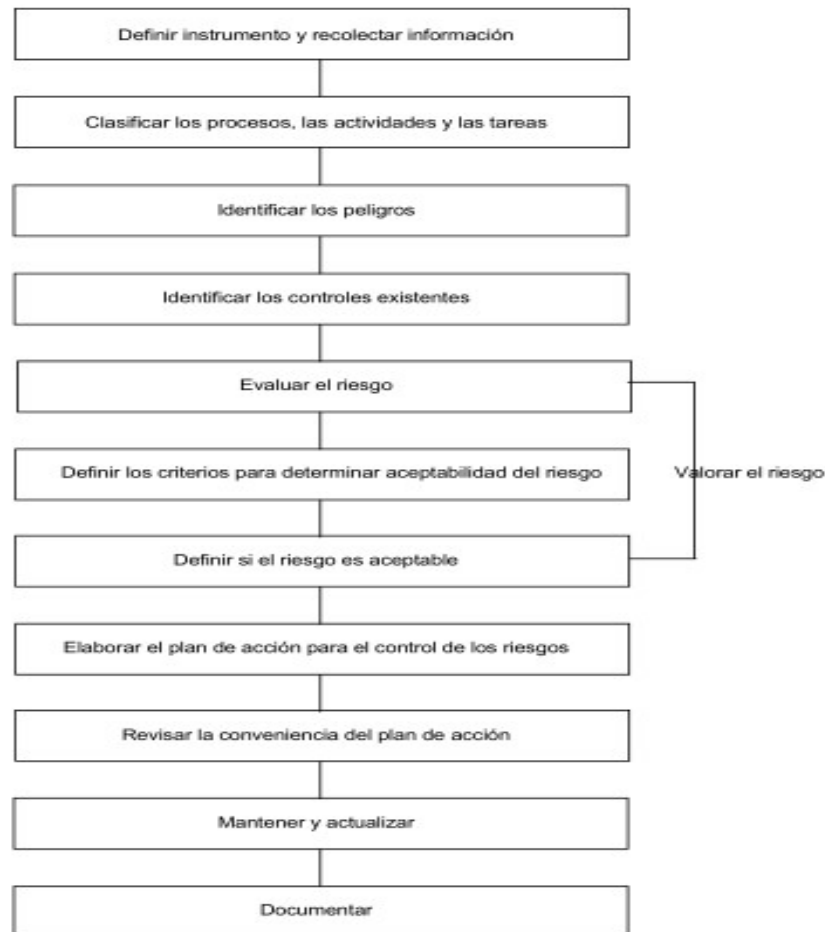 Definir instrumento y recolectar información
Clasificar los procesos, las actividades y las tareas
Identificar los peligros
Identificar los controles existentes
Evaluar el riesgo
Definir los criterios para determinar aceptabilidad del riesgo
Valorar el riesgo
Definir si el riesgo es aceptable
Elaborar el plan de acción para el control de los riesgos
Revisar la conveniencia del plan de acción
Mantener y actualizar
Documentar